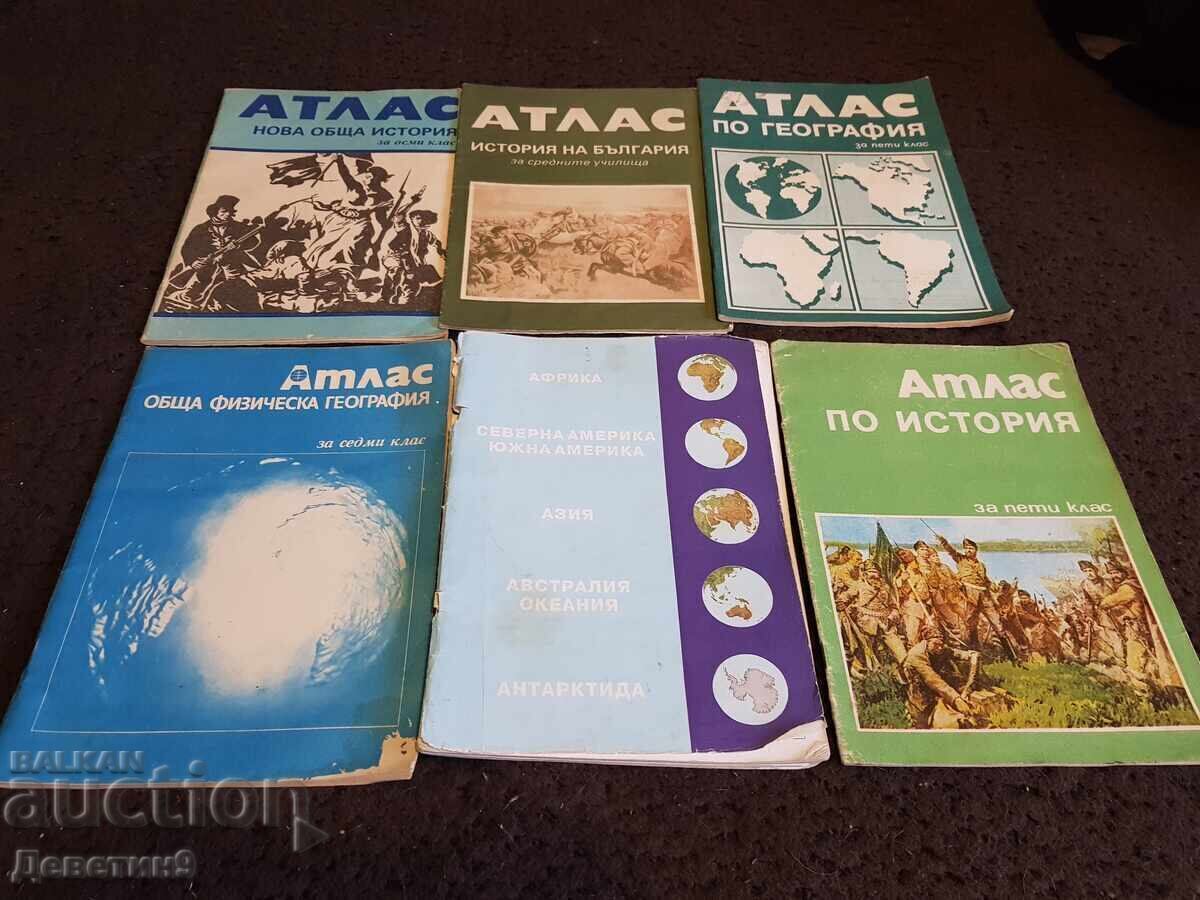 АТЛАС
НОВА ОБЩА ИСТОРИЯ
за осми клас
АТЛАС
ИСТОРИЯ НА БЪЛГАРИЯ
за средните училища
АТЛАС
ПО ГЕОГРАФИЯ
за пети клас
Атлас
ОБЩА ФИЗИЧЕСКА ГЕОГРАФИЯ
за седми клас
АФРИКА
СЕВЕРНА АМЕРИКА
ЮЖНА АМЕРИКА
АЗИЯ
АВСТРАЛИЯ
ОКЕАНИЯ
АНТАРКТИДА
Атлас
ПО ИСТОРИЯ
за пети клас
BALKAN
auction
Деветин9